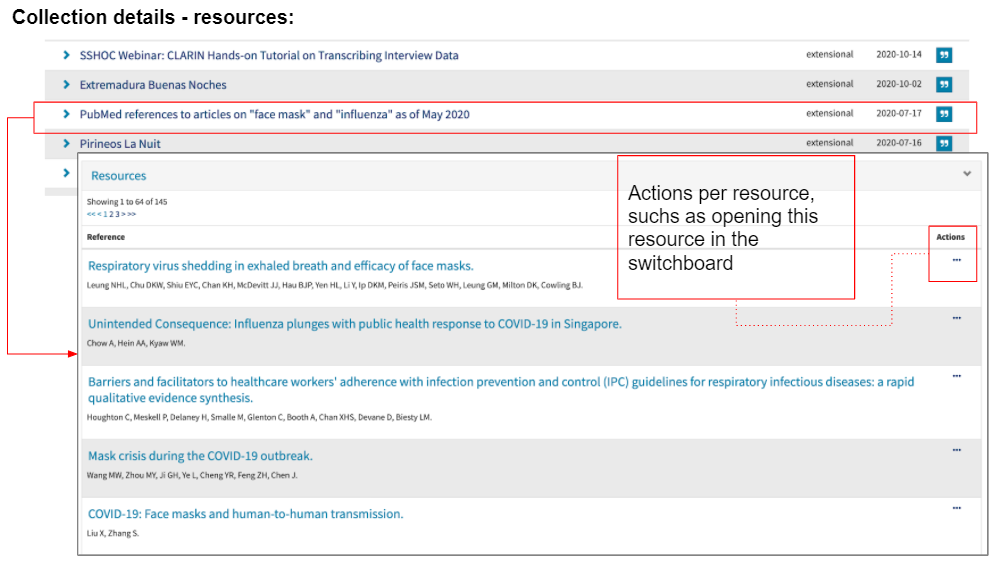 Collection details - resources:
SSHOC Webinar: CLARIN Hands-on Tutorial on Transcribing Interview Data extensional 2020-10-14
Extremadura Buenas Noches extensional 2020-10-02
PubMed references to articles on "face mask" and "influenza" as of May 2020 extensional 2020-07-17
Pirineos La Nuit extensional 2020-07-16
Resources
Showing 1 to 64 of 145
<< < 1 2 3 > >>
Actions per resource,
suchs as opening this
resource in the
switchboard
Reference Actions
Respiratory virus shedding in exhaled breath and efficacy of face masks. ...
Leung NHL, Chu DKW, Shiu EYC, Chan KH, McDevitt JJ, Hau BJP, Yen HL, Li Y, Ip DKM, Peiris JSM, Seto WH, Leung GM, Milton DK, Cowling BJ.
Unintended Consequence: Influenza plunges with public health response to COVID-19 in Singapore. ...
Chow A, Hein AA, Kyaw WM.
Barriers and facilitators to healthcare workers' adherence with infection prevention and control (IPC) guidelines for respiratory infectious diseases: a rapid ...
qualitative evidence synthesis.
Houghton C, Meskell P, Delaney H, Smalle M, Glenton C, Booth A, Chan XHS, Devane D, Biesty LM.
Mask crisis during the COVID-19 outbreak. ...
Wang MW, Zhou MY, Ji GH, Ye L, Cheng YR, Feng ZH, Chen J.
COVID-19: Face masks and human-to-human transmission. ...
Liu X, Zhang S.